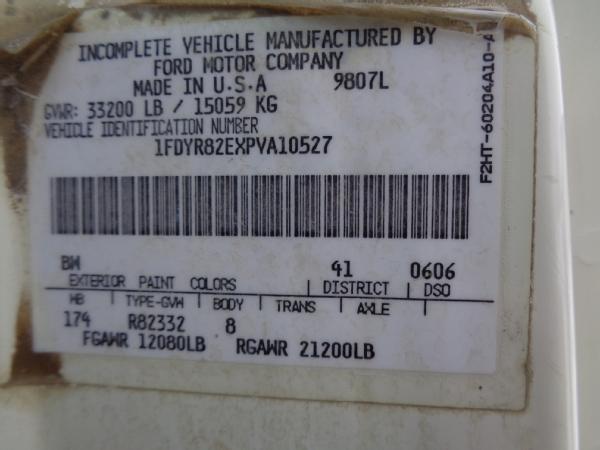 INCOMPLETE VEHICLE MANUFACTURED BY
FORD MOTOR COMPANY
MADE IN U.S.A 9807L
GVWR: 33200 LB / 15059 KG
VEHICLE IDENTIFICATION NUMBER
1FDYR82EXPVA10527
F2HT-60204A10-A
BW 41 0606
EXTERIOR PAINT COLORS DISTRICT DSO
WB TYPE-GVW BODY TRANS AXLE
174 R82332 8
FGAWR 12080LB RGAWR 21200LB